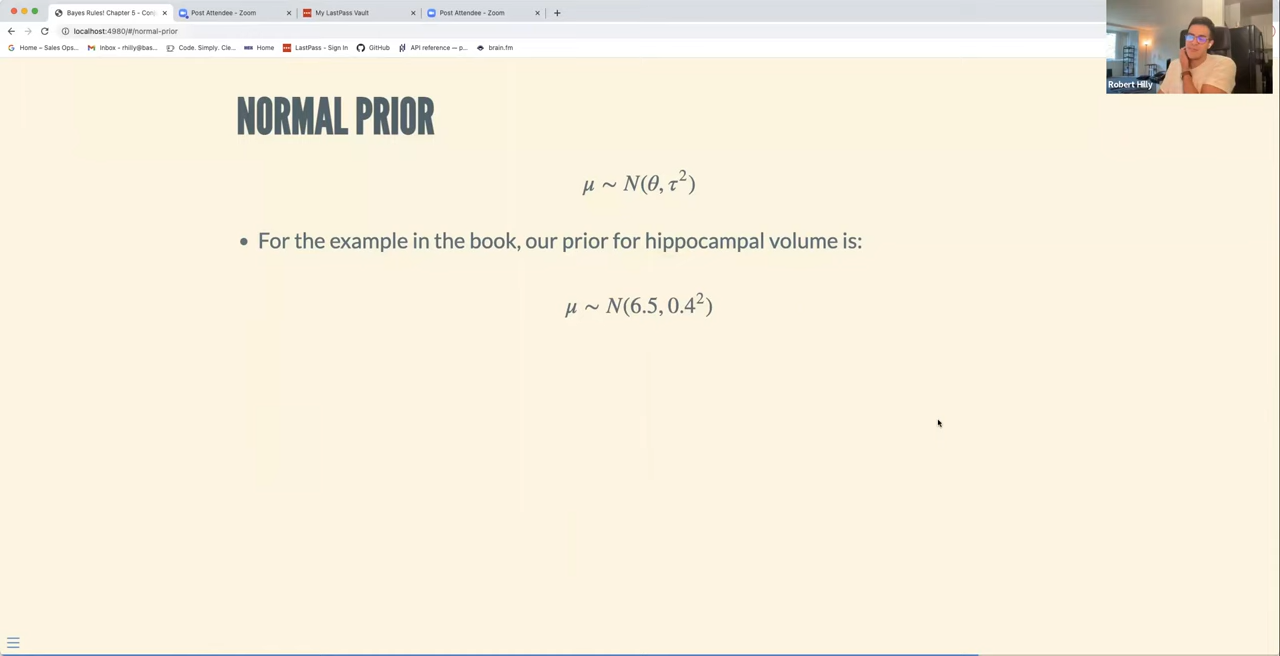 Bayes Rules! Chapter 5 - Con
Post Attendee - Zoom
My LastPass Vault
Post Attendee - Zoom
localhost:4980/#/normal-prior
Home – Sales Ops...
Inbox - rhilly@bas...
Code. Simply. Cle...
Home
LastPass - Sign In
GitHub
API reference — p...
brain.fm
Robert Hilly
NORMAL PRIOR
μ ~ N(θ, τ²)
• For the example in the book, our prior for hippocampal volume is:
μ ~ N(6.5, 0.4²)